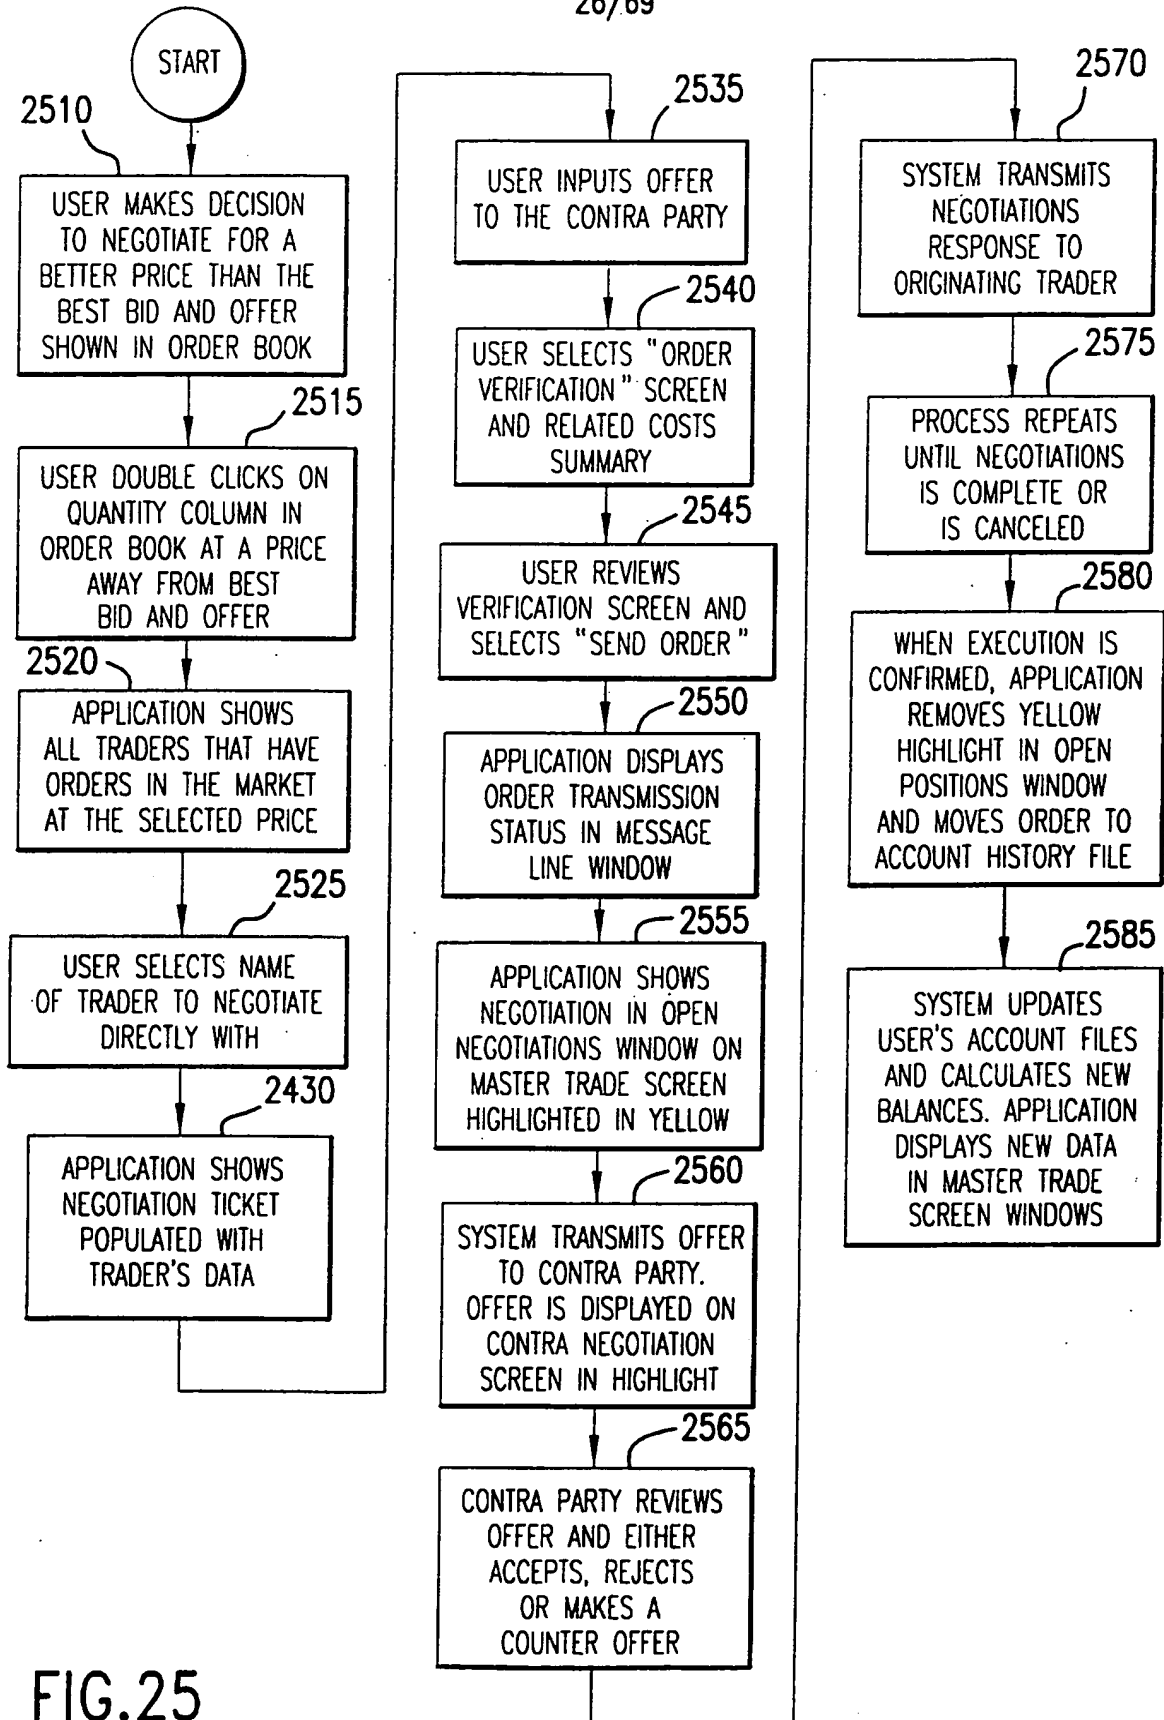 26/69
START
2510
USER MAKES DECISION
TO NEGOTIATE FOR A
BETTER PRICE THAN THE
BEST BID AND OFFER
SHOWN IN ORDER BOOK
2515
USER DOUBLE CLICKS ON
QUANTITY COLUMN IN
ORDER BOOK AT A PRICE
AWAY FROM BEST
BID AND OFFER
2520
APPLICATION SHOWS
ALL TRADERS THAT HAVE
ORDERS IN THE MARKET
AT THE SELECTED PRICE
2525
USER SELECTS NAME
OF TRADER TO NEGOTIATE
DIRECTLY WITH
2430
APPLICATION SHOWS
NEGOTIATION TICKET
POPULATED WITH
TRADER'S DATA
2535
USER INPUTS OFFER
TO THE CONTRA PARTY
2540
USER SELECTS "ORDER
VERIFICATION" SCREEN
AND RELATED COSTS
SUMMARY
2545
USER REVIEWS
VERIFICATION SCREEN AND
SELECTS "SEND ORDER"
2550
APPLICATION DISPLAYS
ORDER TRANSMISSION
STATUS IN MESSAGE
LINE WINDOW
2555
APPLICATION SHOWS
NEGOTIATION IN OPEN
NEGOTIATIONS WINDOW ON
MASTER TRADE SCREEN
HIGHLIGHTED IN YELLOW
2560
SYSTEM TRANSMITS OFFER
TO CONTRA PARTY.
OFFER IS DISPLAYED ON
CONTRA NEGOTIATION
SCREEN IN HIGHLIGHT
2565
CONTRA PARTY REVIEWS
OFFER AND EITHER
ACCEPTS, REJECTS
OR MAKES A
COUNTER OFFER
2570
SYSTEM TRANSMITS
NEGOTIATIONS
RESPONSE TO
ORIGINATING TRADER
2575
PROCESS REPEATS
UNTIL NEGOTIATIONS
IS COMPLETE OR
IS CANCELED
2580
WHEN EXECUTION IS
CONFIRMED, APPLICATION
REMOVES YELLOW
HIGHLIGHT IN OPEN
POSITIONS WINDOW
AND MOVES ORDER TO
ACCOUNT HISTORY FILE
2585
SYSTEM UPDATES
USER'S ACCOUNT FILES
AND CALCULATES NEW
BALANCES. APPLICATION
DISPLAYS NEW DATA
IN MASTER TRADE
SCREEN WINDOWS
FIG.25